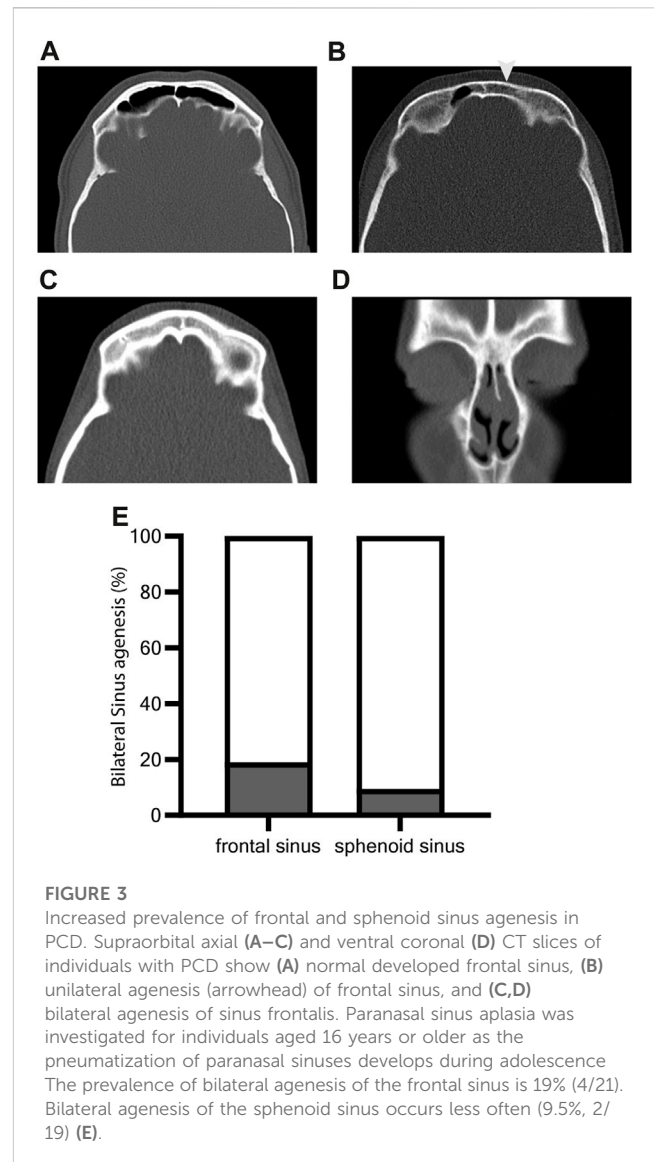 A
B
C
D
E
100
80
60
40
20
0
Bilateral Sinus agenesis (%)
frontal sinus
sphenoid sinus
FIGURE 3
Increased prevalence of frontal and sphenoid sinus agenesis in
PCD. Supraorbital axial (A–C) and ventral coronal (D) CT slices of
individuals with PCD show (A) normal developed frontal sinus, (B)
unilateral agenesis (arrowhead) of frontal sinus, and (C,D)
bilateral agenesis of sinus frontalis. Paranasal sinus aplasia was
investigated for individuals aged 16 years or older as the
pneumatization of paranasal sinuses develops during adolescence
The prevalence of bilateral agenesis of the frontal sinus is 19% (4/21).
Bilateral agenesis of the sphenoid sinus occurs less often (9.5%, 2/
19) (E).